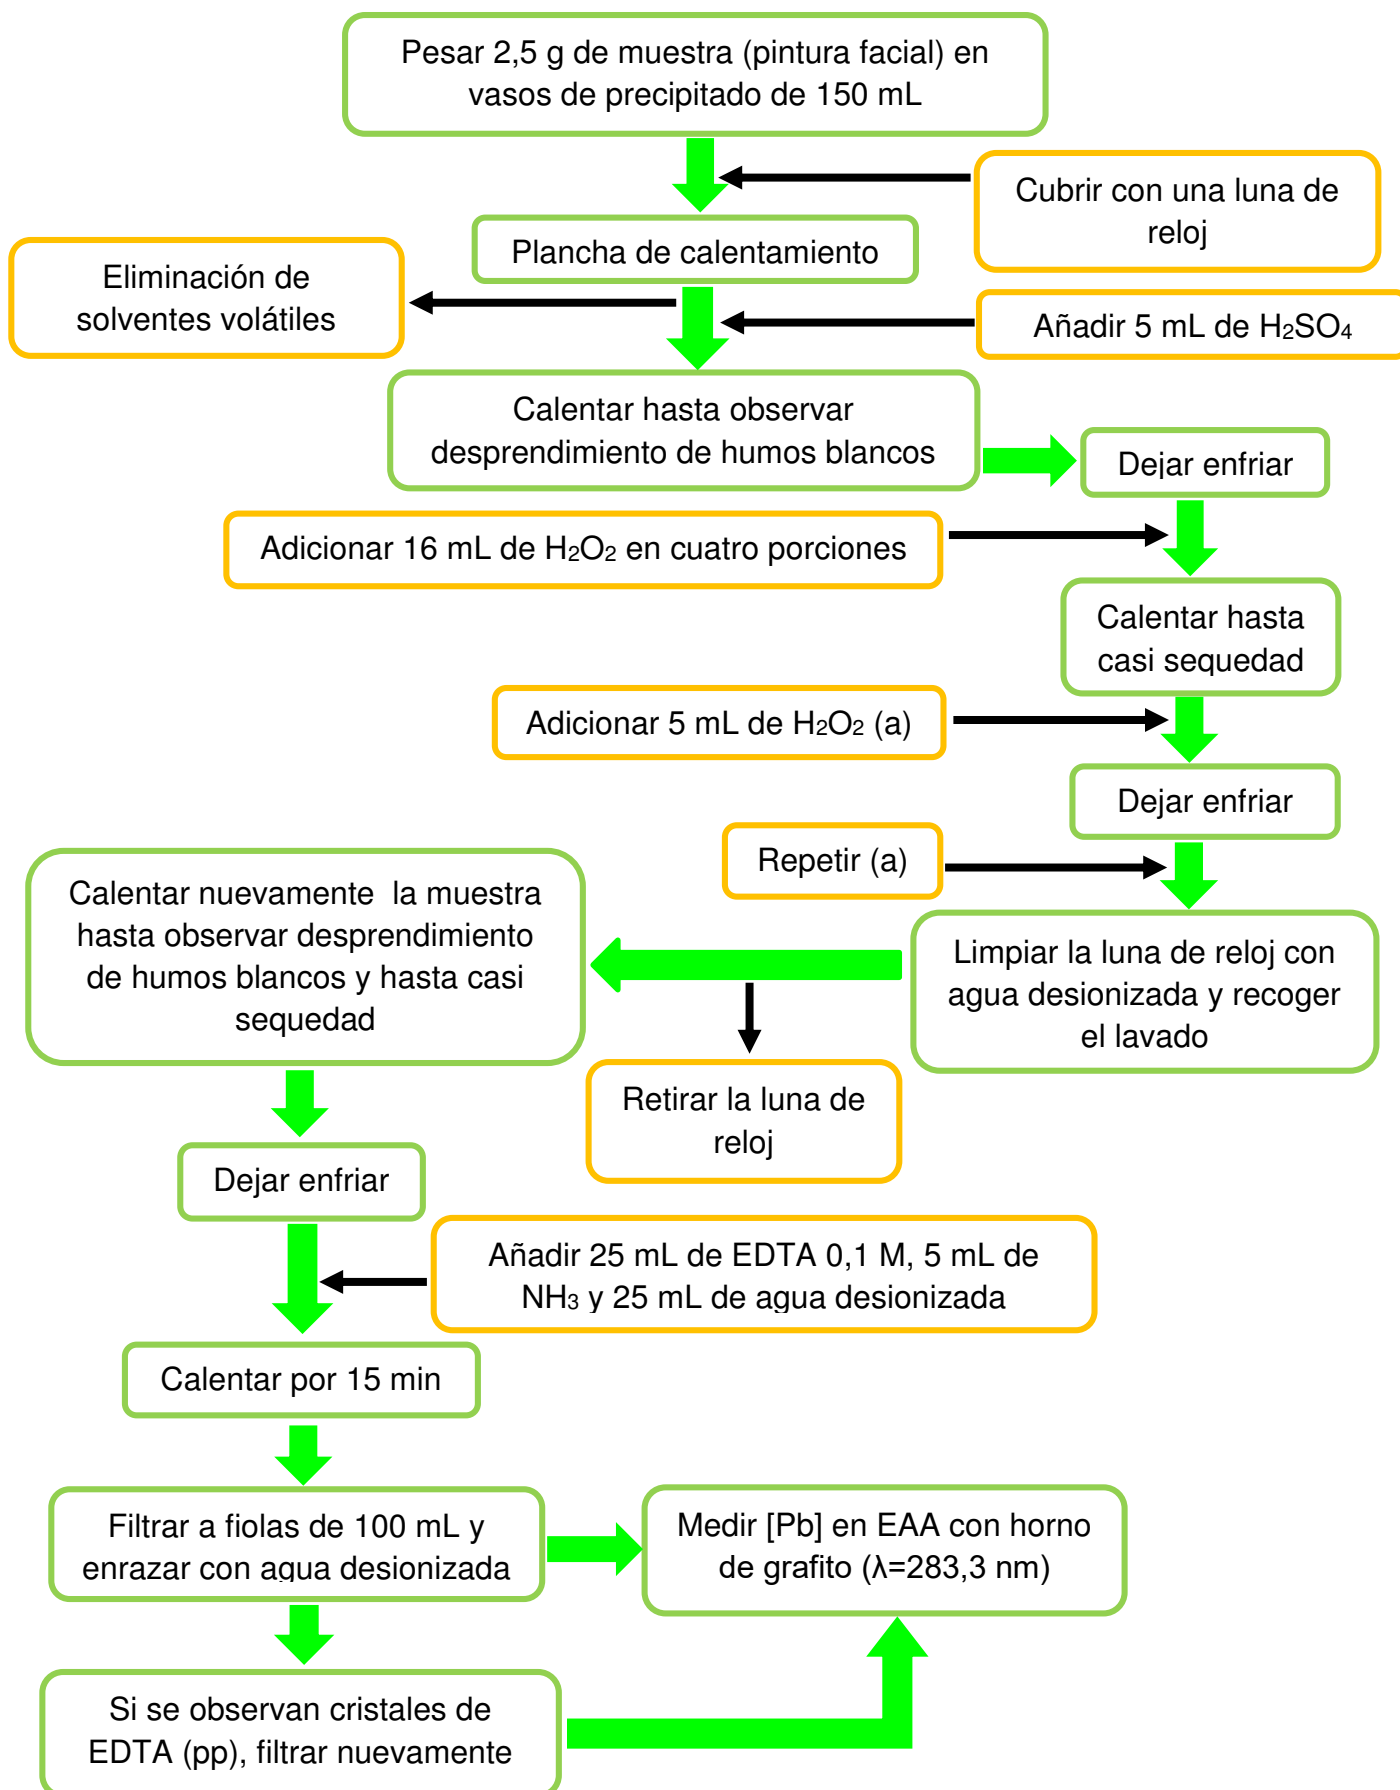 Pesar 2,5 g de muestra (pintura facial) en
vasos de precipitado de 150 mL
Cubrir con una luna de
reloj
Plancha de calentamiento
Eliminación de
solventes volátiles
Añadir 5 mL de H₂SO₄
Calentar hasta observar
desprendimiento de humos blancos
Dejar enfriar
Adicionar 16 mL de H₂O₂ en cuatro porciones
Calentar hasta
casi sequedad
Adicionar 5 mL de H₂O₂ (a)
Dejar enfriar
Repetir (a)
Limpiar la luna de reloj con
agua desionizada y recoger
el lavado
Retirar la luna de
reloj
Calentar nuevamente  la muestra
hasta observar desprendimiento
de humos blancos y hasta casi
sequedad
Dejar enfriar
Añadir 25 mL de EDTA 0,1 M, 5 mL de
NH₃ y 25 mL de agua desionizada
Calentar por 15 min
Filtrar a fiolas de 100 mL y
enrazar con agua desionizada
Medir [Pb] en EAA con horno
de grafito (λ=283,3 nm)
Si se observan cristales de
EDTA (pp), filtrar nuevamente